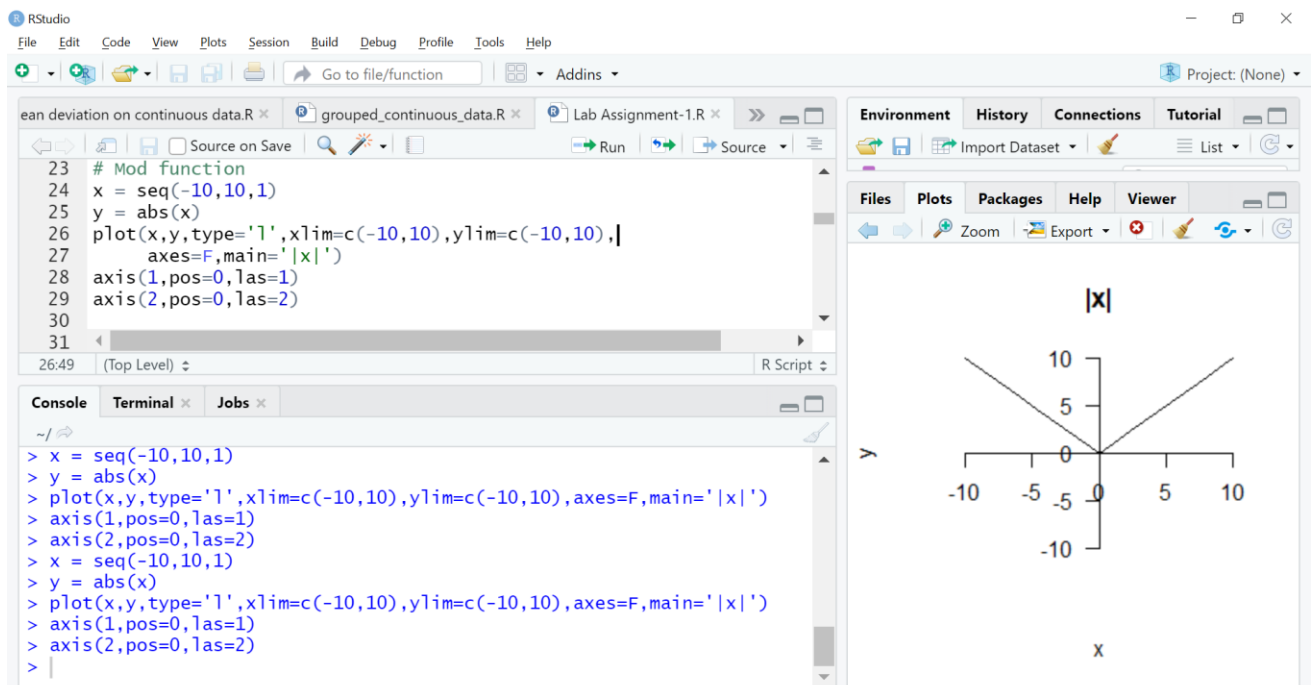 RStudio
File Edit Code View Plots Session Build Debug Profile Tools Help
Go to file/function Addins Project: (None)
ean deviation on continuous data.R grouped_continuous_data.R Lab Assignment-1.R
Source on Save Run Source
23 # Mod function
24 x = seq(-10,10,1)
25 y = abs(x)
26 plot(x,y,type='l',xlim=c(-10,10),ylim=c(-10,10),
27 axes=F,main='|x|')
28 axis(1,pos=0,las=1)
29 axis(2,pos=0,las=2)
30
31
26:49 (Top Level) R Script
Console Terminal Jobs
~/
> x = seq(-10,10,1)
> y = abs(x)
> plot(x,y,type='l',xlim=c(-10,10),ylim=c(-10,10),axes=F,main='|x|')
> axis(1,pos=0,las=1)
> axis(2,pos=0,las=2)
> x = seq(-10,10,1)
> y = abs(x)
> plot(x,y,type='l',xlim=c(-10,10),ylim=c(-10,10),axes=F,main='|x|')
> axis(1,pos=0,las=1)
> axis(2,pos=0,las=2)
>
Environment History Connections Tutorial
Import Dataset List
Files Plots Packages Help Viewer
Zoom Export
|x|
10
5
y
0
-10 -5 0 5 10
-5
-10
x